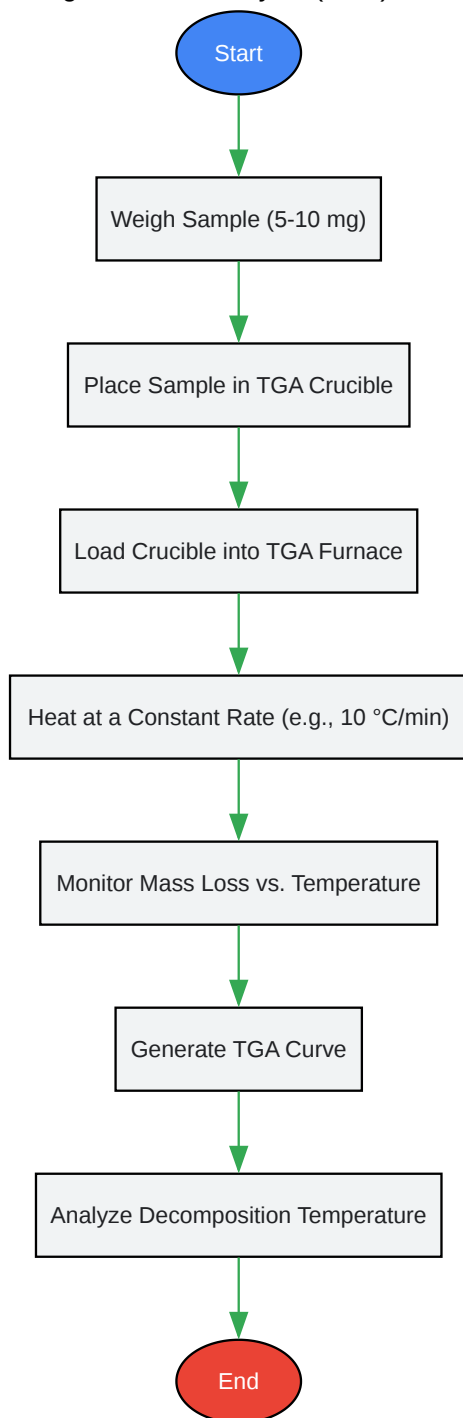 Start
Weigh Sample (5-10 mg)
Place Sample in TGA Crucible
Load Crucible into TGA Furnace
Heat at a Constant Rate (e.g., 10 °C/min)
Monitor Mass Loss vs. Temperature
Generate TGA Curve
Analyze Decomposition Temperature
End